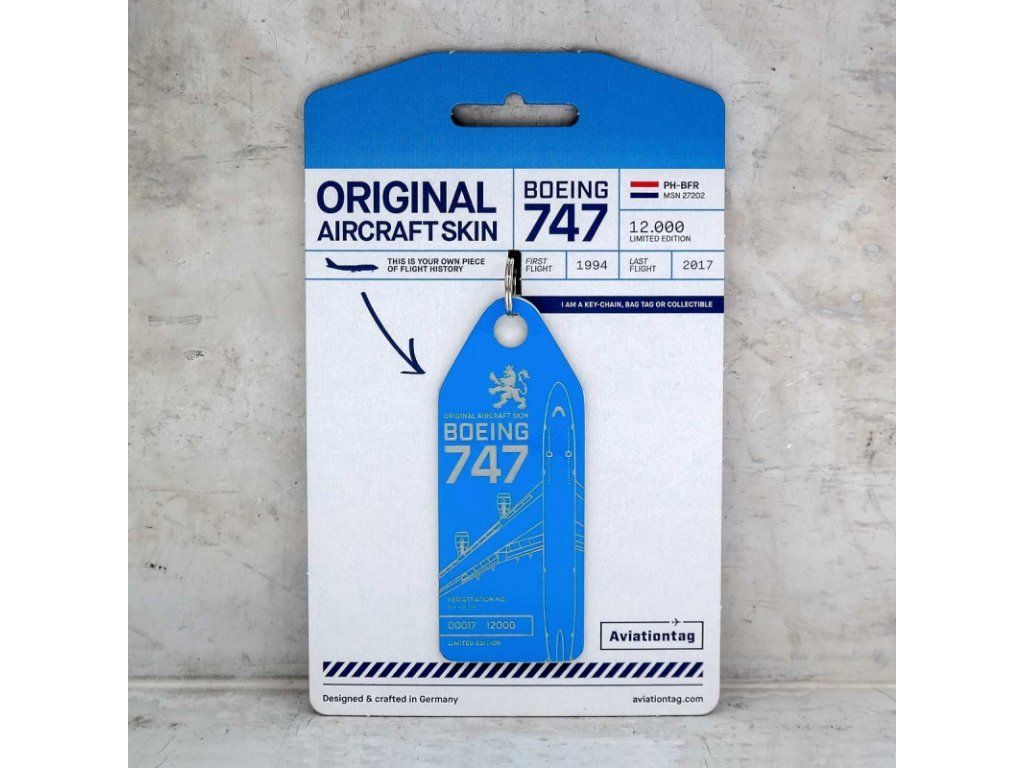 ORIGINAL
AIRCRAFT SKIN
BOEING
747
PH-BFR
MSN 27202
12.000
LIMITED EDITION
THIS IS YOUR OWN PIECE
OF FLIGHT HISTORY
FIRST
FLIGHT
1994
LAST
FLIGHT
2017
I AM A KEY-CHAIN, BAG TAG OR COLLECTIBLE
ORIGINAL AIRCRAFT SKIN
BOEING
747
REGISTRATION NO.
00017 12000
LIMITED EDITION
Aviationtag
Designed & crafted in Germany
aviationtag.com